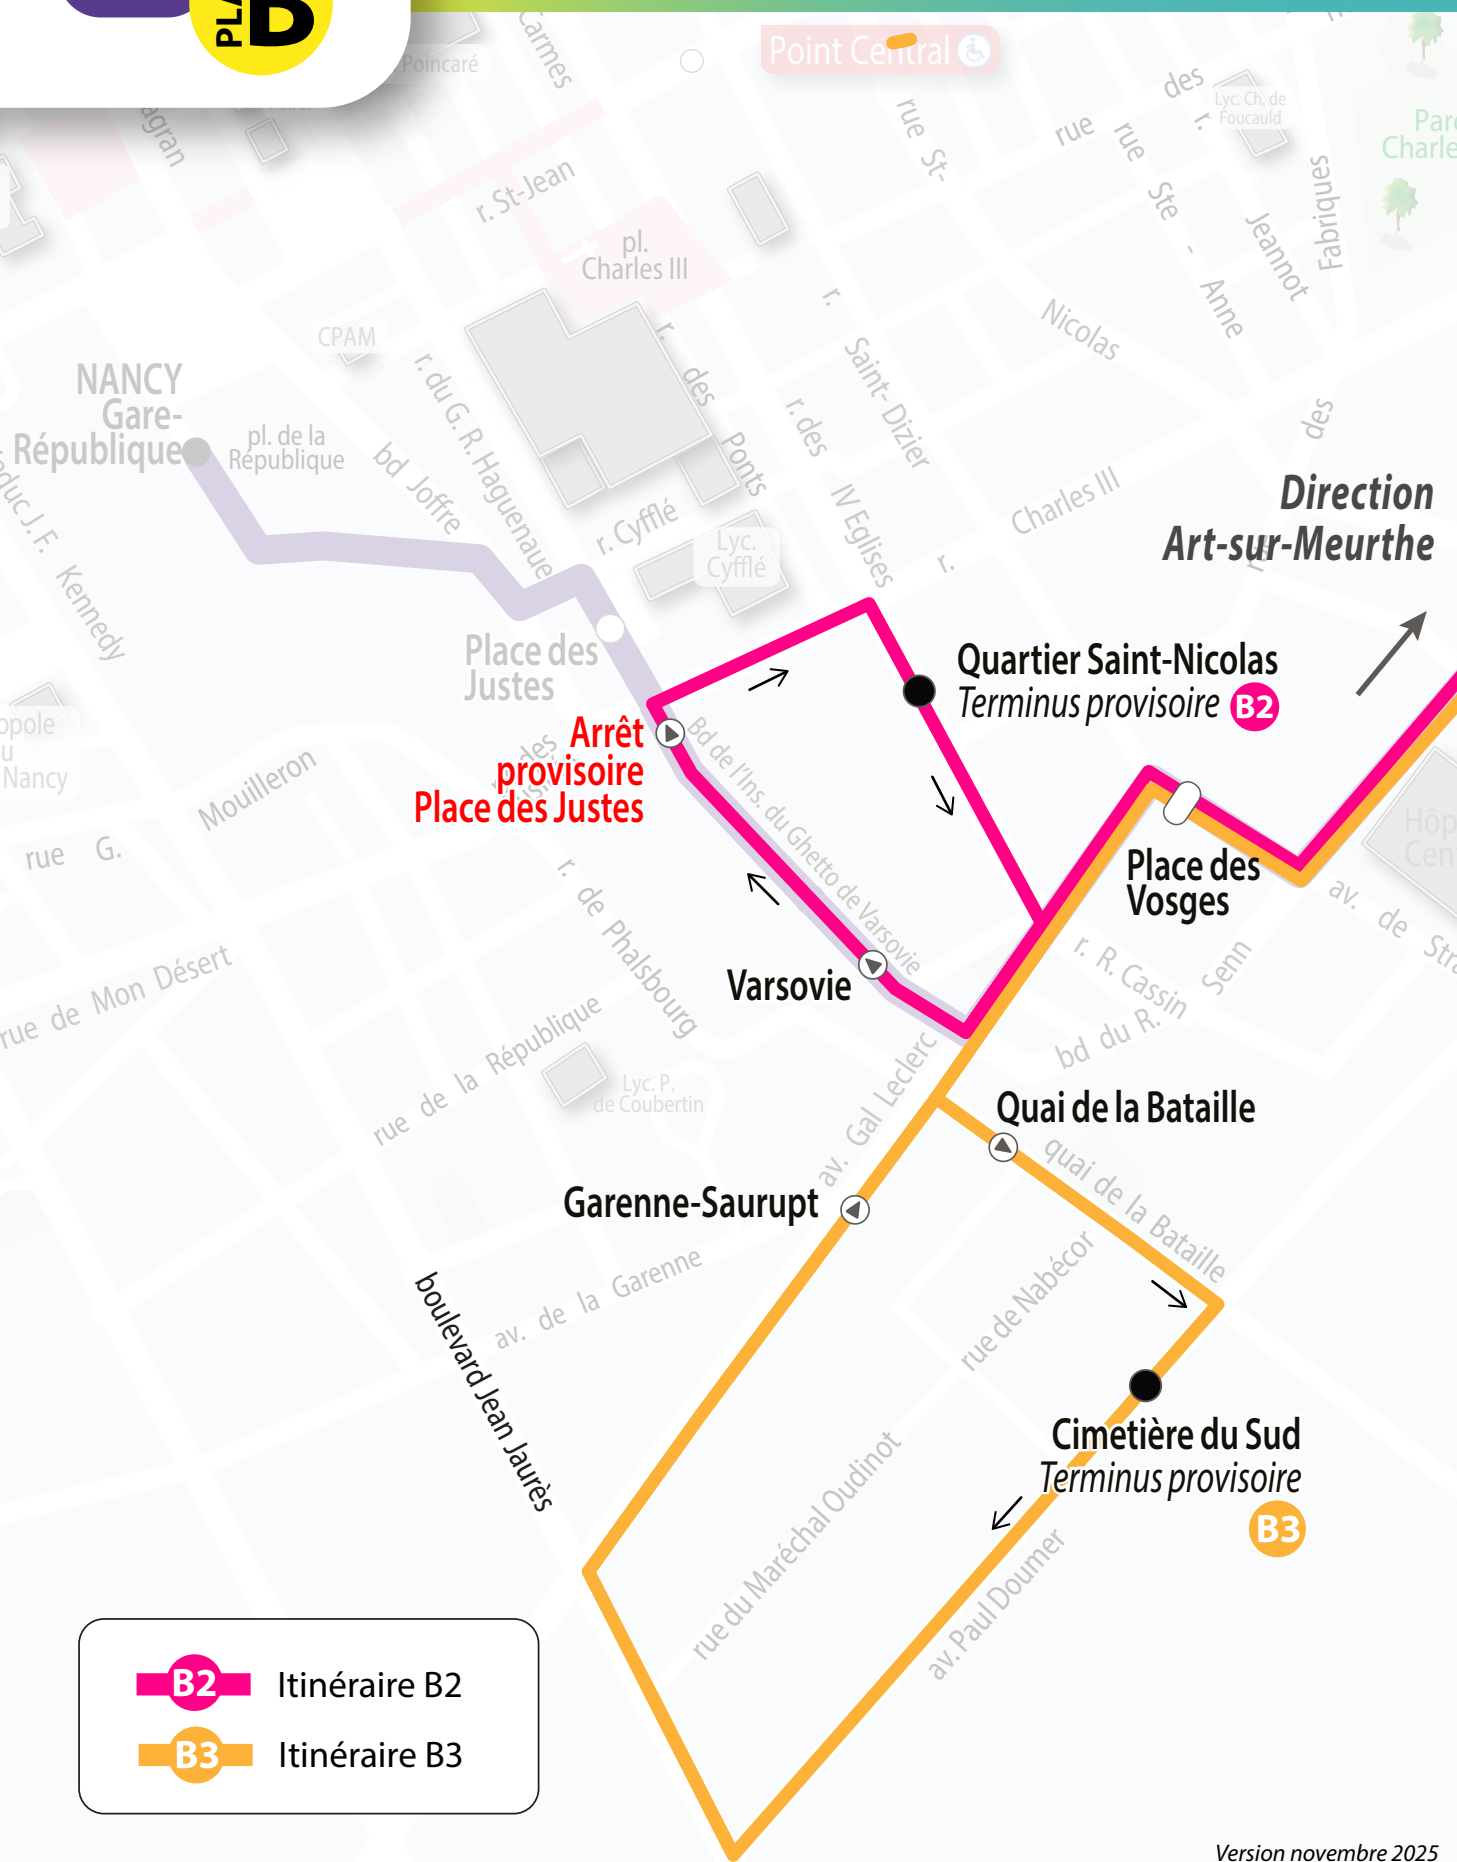 B
Poincaré
Carmes
Point Central
des
r.
Lyc. Ch. de
Foucauld
rue
rue
Ste
-
Anne
rue St-
Fabriques
Jeannot
r. St-Jean
pl.
Charles III
r.
des
Ponts
r.
Saint-Dizier
Nicolas
CPAM
NANCY
Gare-
République
pl. de la
République
r. du G. R. Haguenaue
bd Joffre
r. des
IV Eglises
des
r. Cyfflé
Lyc.
Cyfflé
r.
Charles III
Direction
Art-sur-Meurthe
J.F. Kennedy
Place des
Justes
Quartier Saint-Nicolas
Terminus provisoire B2
Arrêt
provisoire
Place des Justes
Bd de l'Ins. du Ghetto de Varsovie
Nancy
rue G.
Mouilleron
Place des
Vosges
av. de
r. de Phalsbourg
rue de Mon Désert
Varsovie
r. R. Cassin
bd du R. Senn
rue de la République
Lyc. P.
de Coubertin
av. Gal Leclerc
Quai de la Bataille
quai de la Bataille
Garenne-Saurupt
av. de la Garenne
rue de Nabécor
boulevard Jean Jaurès
Cimetière du Sud
Terminus provisoire
B3
rue du Maréchal Oudinot
av. Paul Doumer
B2 Itinéraire B2
B3 Itinéraire B3
Version novembre 2025